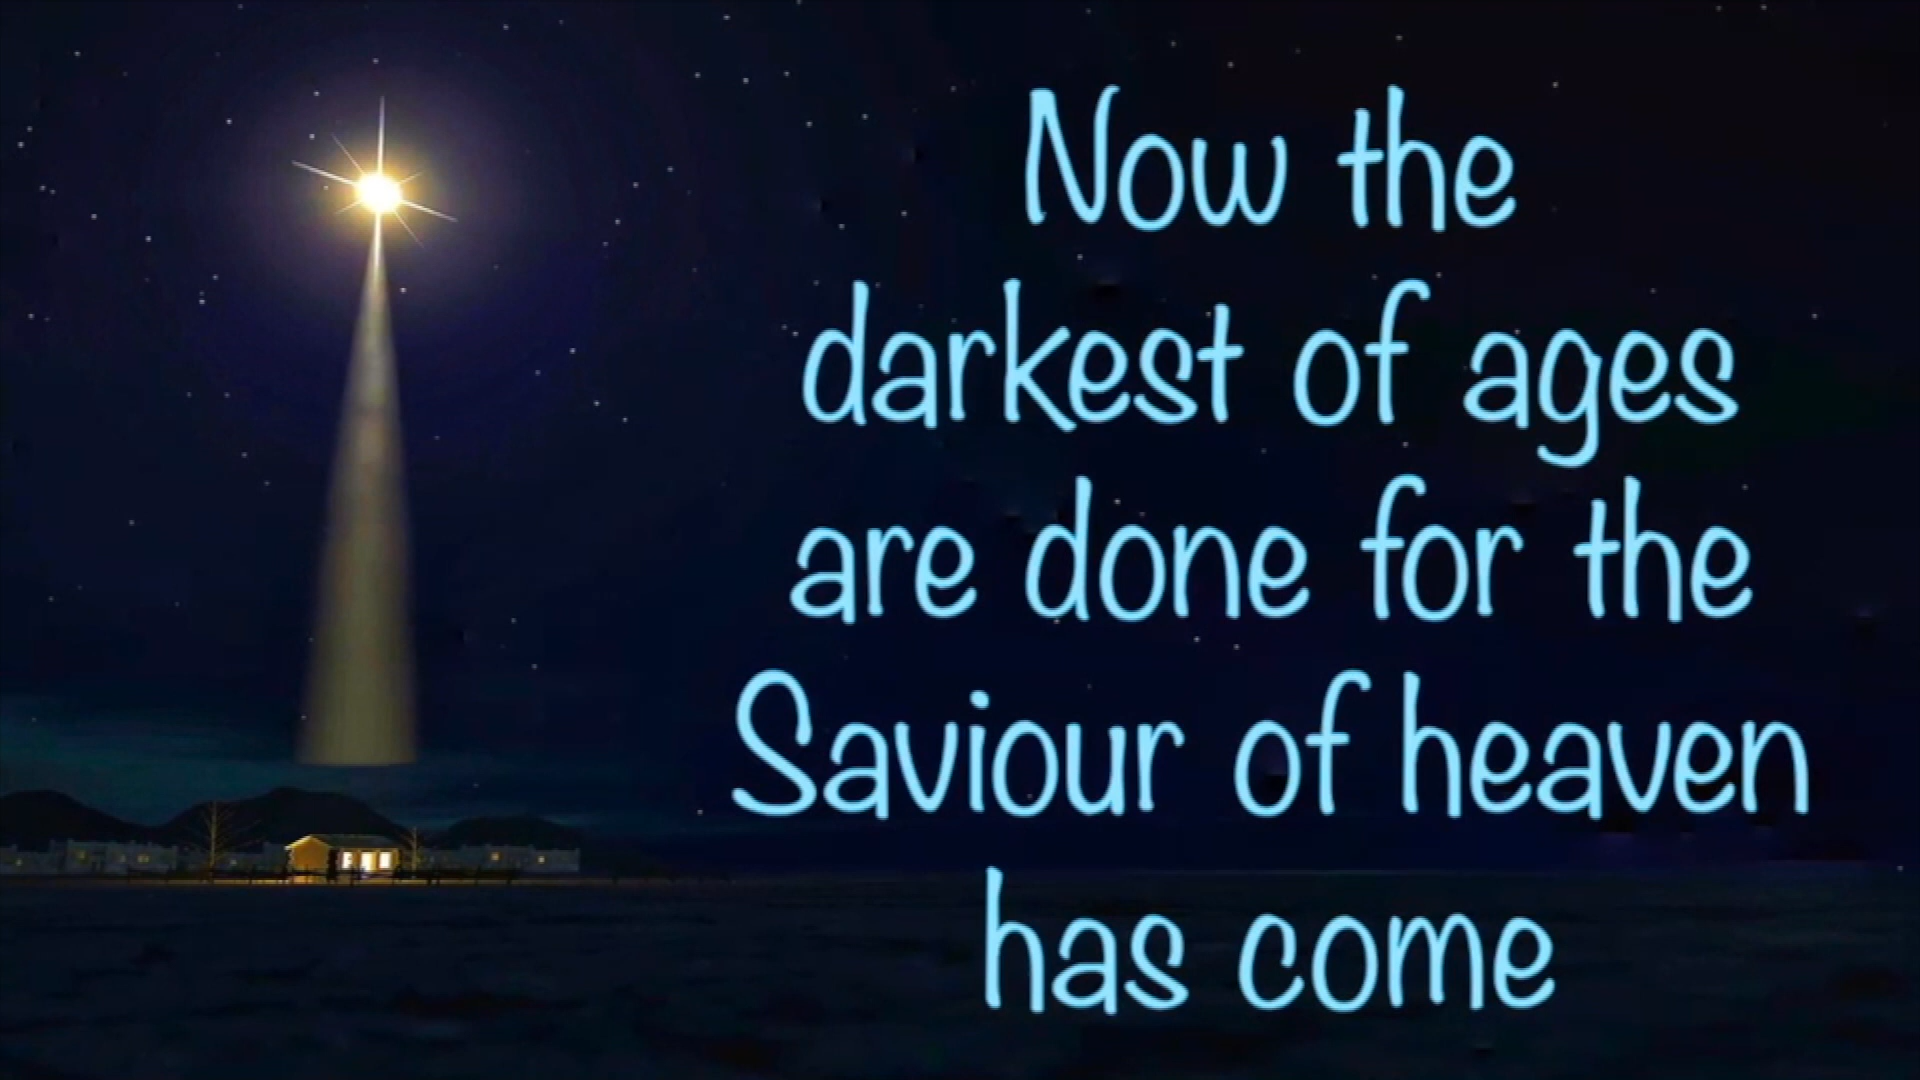 Now the
darkest of ages
are done for the
Saviour of heaven
has come